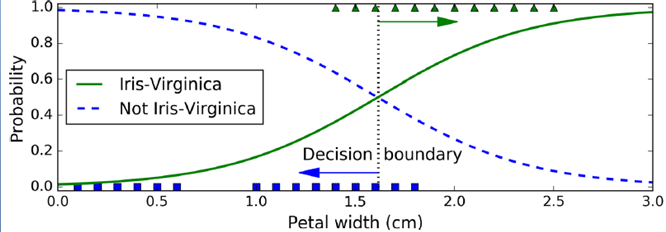 1.0
0.8
0.6
0.4
0.2
0.0
Probability
Iris-Virginica
Not Iris-Virginica
Decision boundary
0.0 0.5 1.0 1.5 2.0 2.5 3.0
Petal width (cm)